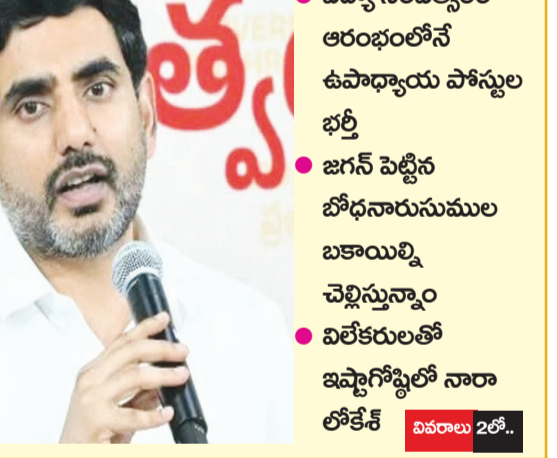 త్వ
ఆరంభంలోనే
ఉపాధ్యాయ పోస్టుల
భర్తీ
జగన్ పెట్టిన
బోధనారుసుముల
బకాయిల్ని
చెల్లిస్తున్నాం
విలేకరులతో
ఇష్టాగోష్ఠిలో నారా
లోకేశ్
వివరాలు 2లో..